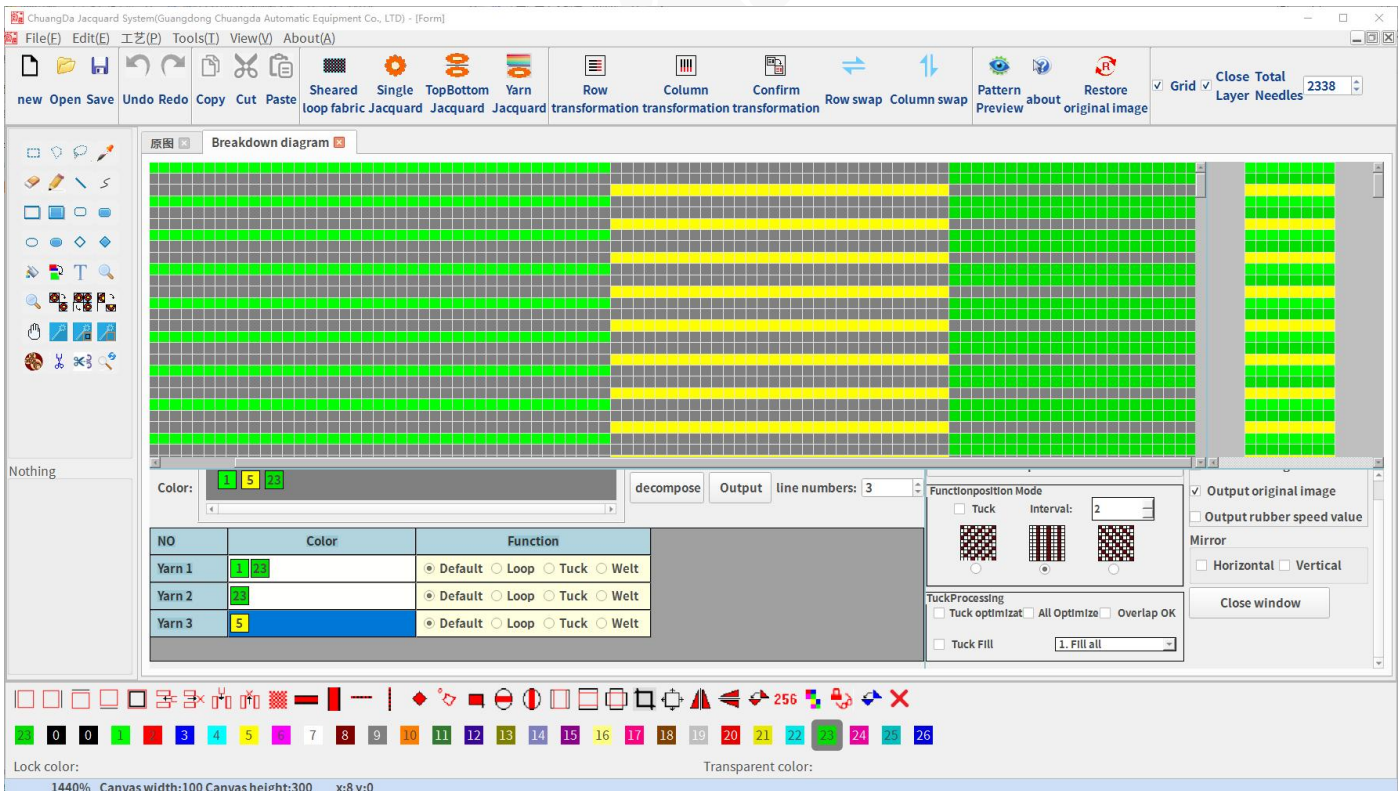 ChuangDa Jacquard System(Guangdong Chuangda Automatic Equipment Co., LTD) - [Form]
File(F) Edit(E) 工艺(P) Tools(T) View(V) About(A)
new Open Save Undo Redo Copy Cut Paste Sheared loop fabric Single Jacquard TopBottom Jacquard Yarn Jacquard Row transformation Column transformation Confirm transformation Row swap Column swap Pattern Preview about Restore original image Grid Close Layer Total Needles 2338
原图 Breakdown diagram
Nothing
Color: 1 5 23 decompose Output line numbers: 3
Functionposition Mode
Tuck Interval: 2
Output original image
Output rubber speed value
Mirror
Horizontal Vertical
Close window
NO Color Function
Yarn 1 1 23 Default Loop Tuck Welt
Yarn 2 23 Default Loop Tuck Welt
Yarn 3 5 Default Loop Tuck Welt
TuckProcessing
Tuck optimizat All Optimize Overlap OK
Tuck Fill 1. Fill all
256
23 0 0 1 2 3 4 5 6 7 8 9 10 11 12 13 14 15 16 17 18 19 20 21 22 23 24 25 26
Lock color: Transparent color:
1440% Canvas width:100 Canvas height:300 x:8 y:0